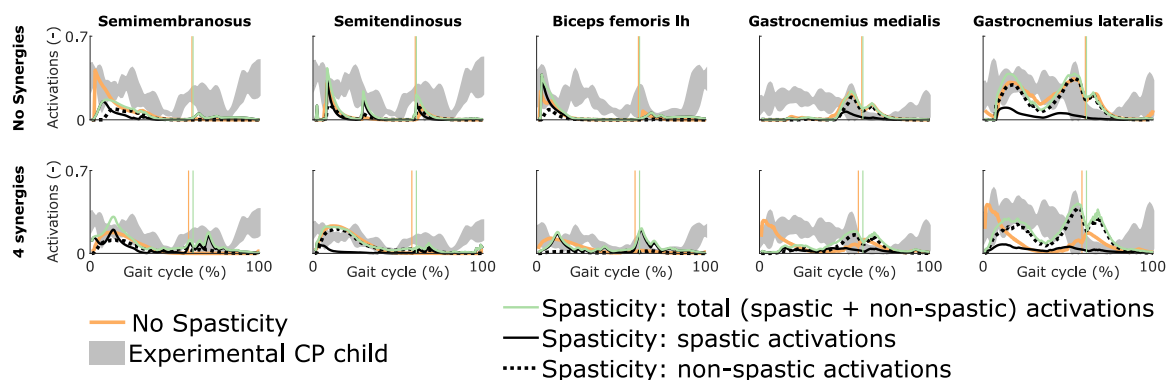 Semimembranosus
Semitendinosus
Biceps femoris lh
Gastrocnemius medialis
Gastrocnemius lateralis
No Synergies
Activations (-)
0.7
0
4 synergies
Activations (-)
0.7
0
0 Gait cycle (%) 100
0 Gait cycle (%) 100
0 Gait cycle (%) 100
0 Gait cycle (%) 100
0 Gait cycle (%) 100
No Spasticity
Experimental CP child
Spasticity: total (spastic + non-spastic) activations
Spasticity: spastic activations
Spasticity: non-spastic activations